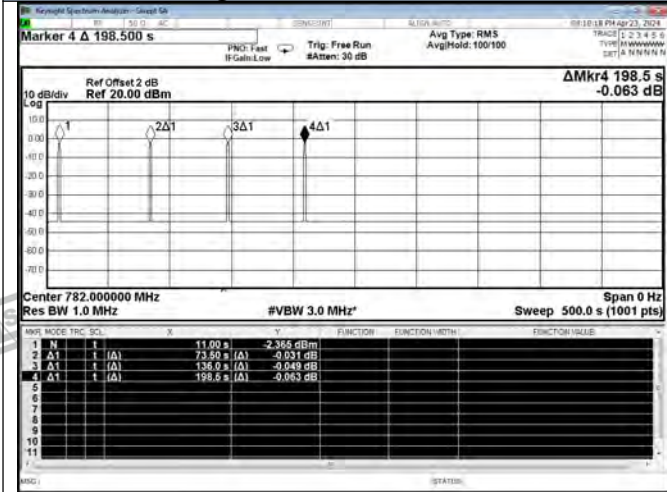 Keysight Spectrum Analyzer - Swept SA
RF 50 Ω AC SENSE:INT ALIGN AUTO 08:10:18 PM Apr 23, 2024
Marker 4 Δ 198.500 s
PNO: Fast
IFGain:Low
Trig: Free Run
#Atten: 30 dB
Avg Type: RMS
Avg|Hold: 100/100
TRACE 1 2 3 4 5 6
TYPE M W W W W W
DET A N N N N N
Ref Offset 2 dB
Ref 20.00 dBm
ΔMkr4 198.5 s
-0.063 dB
10 dB/div
Log
10.0
0.00
-10.0
-20.0
-30.0
-40.0
-50.0
-60.0
-70.0
1
2Δ1
3Δ1
4Δ1
Center 782.000000 MHz
Span 0 Hz
Res BW 1.0 MHz
#VBW 3.0 MHz*
Sweep 500.0 s (1001 pts)
MKR MODE TRC SCL X Y FUNCTION FUNCTION WIDTH FUNCTION VALUE
1 N t 11.00 s -2.365 dBm
2 Δ1 t (Δ) 73.50 s (Δ) -0.031 dB
3 Δ1 t (Δ) 136.0 s (Δ) -0.049 dB
4 Δ1 t (Δ) 198.5 s (Δ) -0.063 dB
5
6
7
8
9
10
11
MSG
STATUS